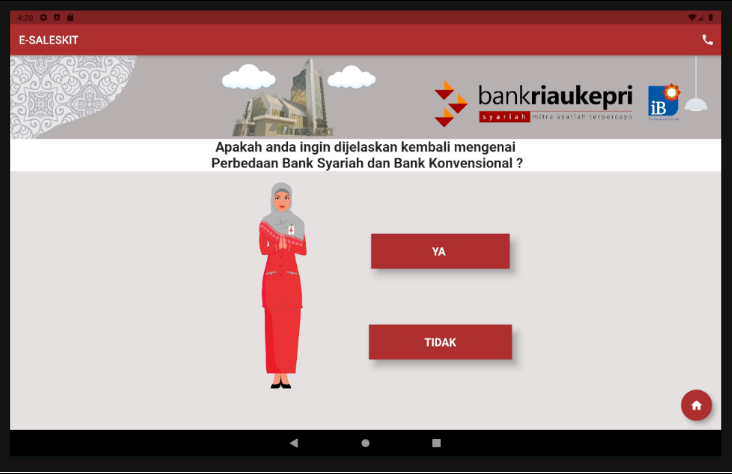 4:20
E-SALESKIT
bankriaukepri
syariah mitra syariah terpercaya
iB
Apakah anda ingin dijelaskan kembali mengenai
Perbedaan Bank Syariah dan Bank Konvensional ?
YA
TIDAK